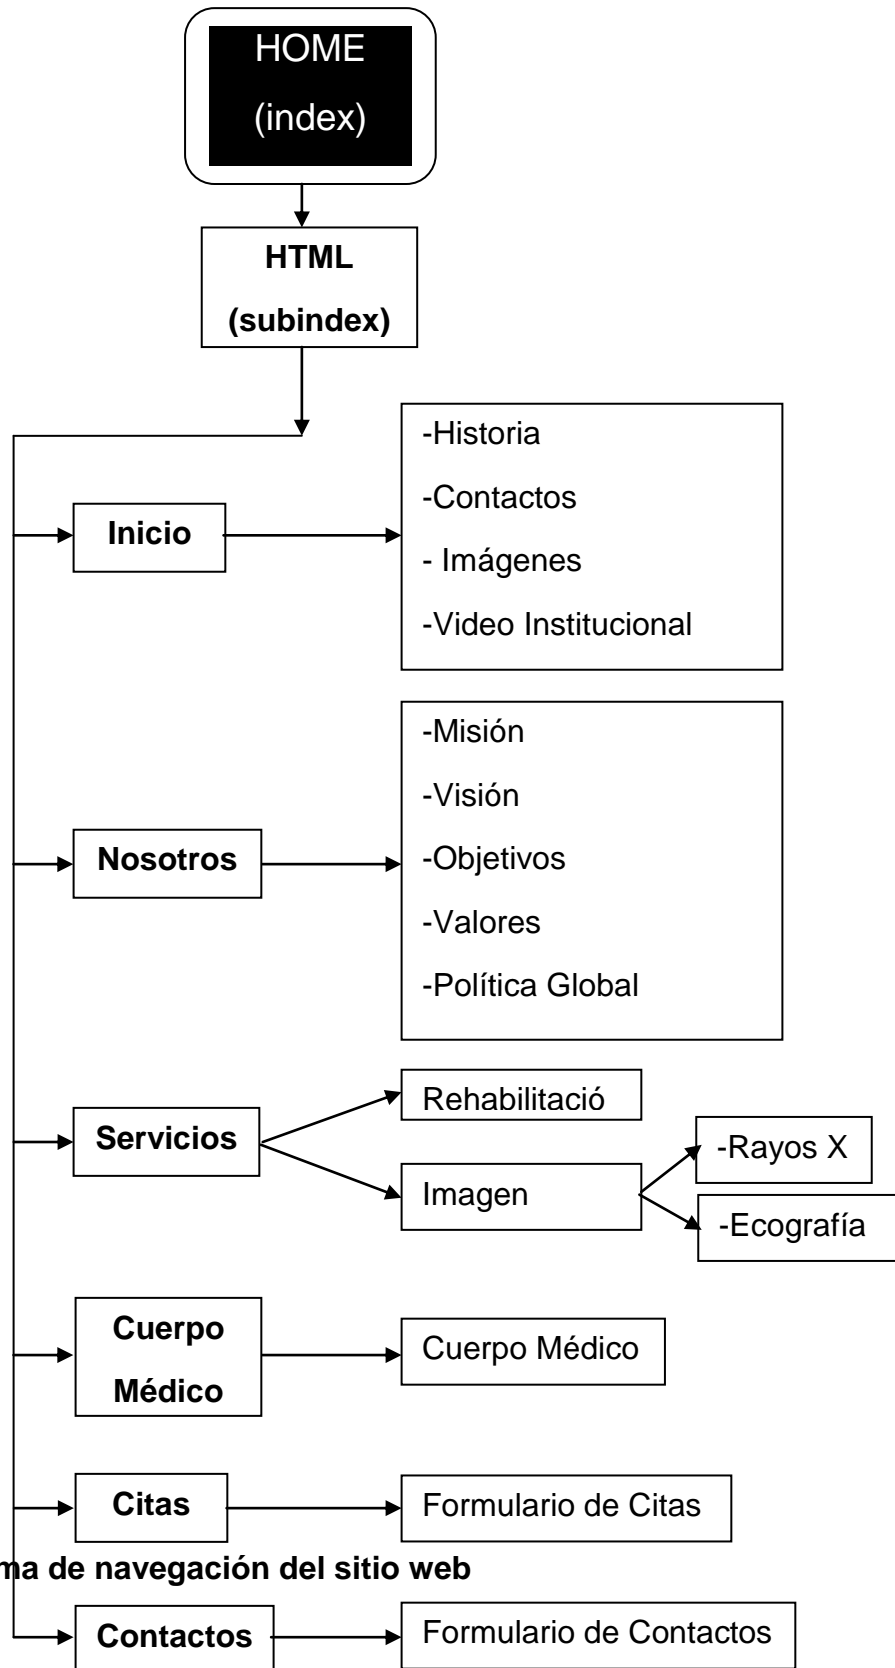 HOME
(index)
HTML
(subindex)
Inicio
-Historia
-Contactos
- Imágenes
-Video Institucional
Nosotros
-Misión
-Visión
-Objetivos
-Valores
-Política Global
Servicios
Rehabilitació
Imagen
-Rayos X
-Ecografía
Cuerpo
Médico
Cuerpo Médico
Citas
Formulario de Citas
ma de navegación del sitio web
Contactos
Formulario de Contactos